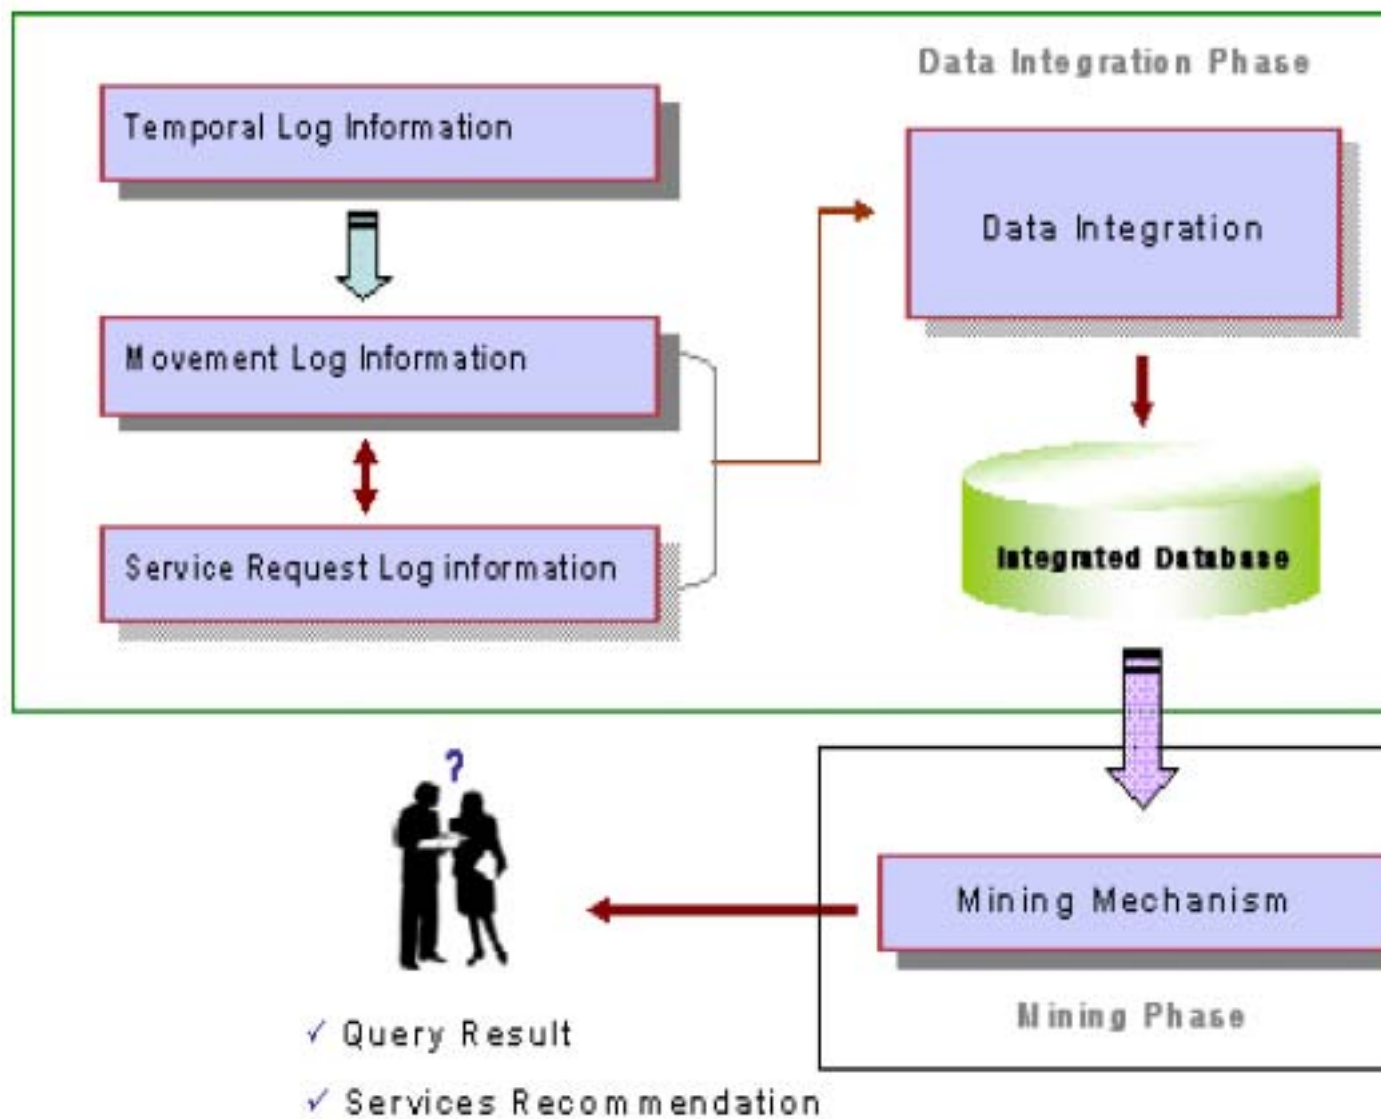 Data Integration Phase
Temporal Log Information
Data Integration
Movement Log Information
Service Request Log information
Integrated Database
?
Mining Mechanism
Mining Phase
✓ Query Result
✓ Services Recommendation